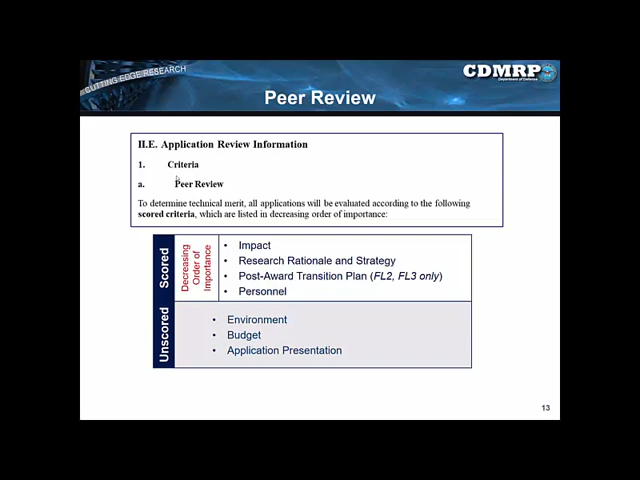 CUTTING EDGE RESEARCH
CDMRP
Department of Defense
Peer Review
II.E. Application Review Information
1. Criteria
a. Peer Review
To determine technical merit, all applications will be evaluated according to the following
scored criteria, which are listed in decreasing order of importance:
Scored
Decreasing
Order of
Importance
• Impact
• Research Rationale and Strategy
• Post-Award Transition Plan (FL2, FL3 only)
• Personnel
Unscored
• Environment
• Budget
• Application Presentation
13